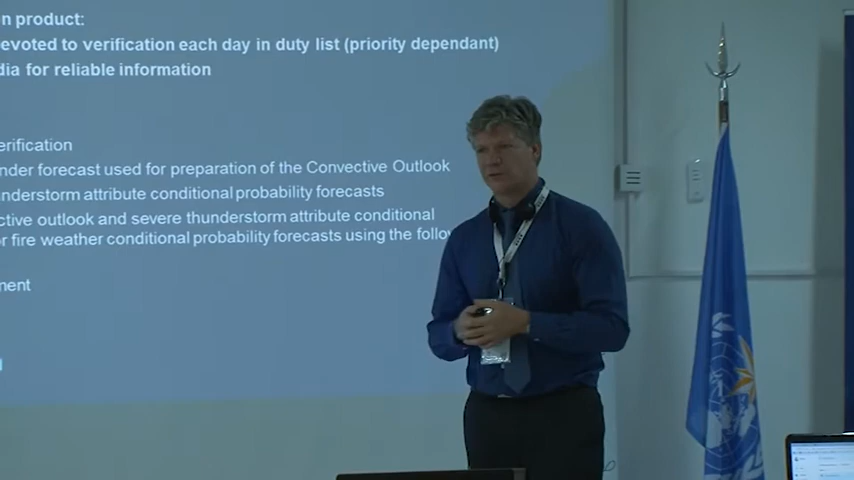 n product:
evoted to verification each day in duty list (priority dependant)
dia for reliable information
erification
nder forecast used for preparation of the Convective Outlook
nderstorm attribute conditional probability forecasts
ctive outlook and severe thunderstorm attribute conditional
or fire weather conditional probability forecasts using the follow
ment